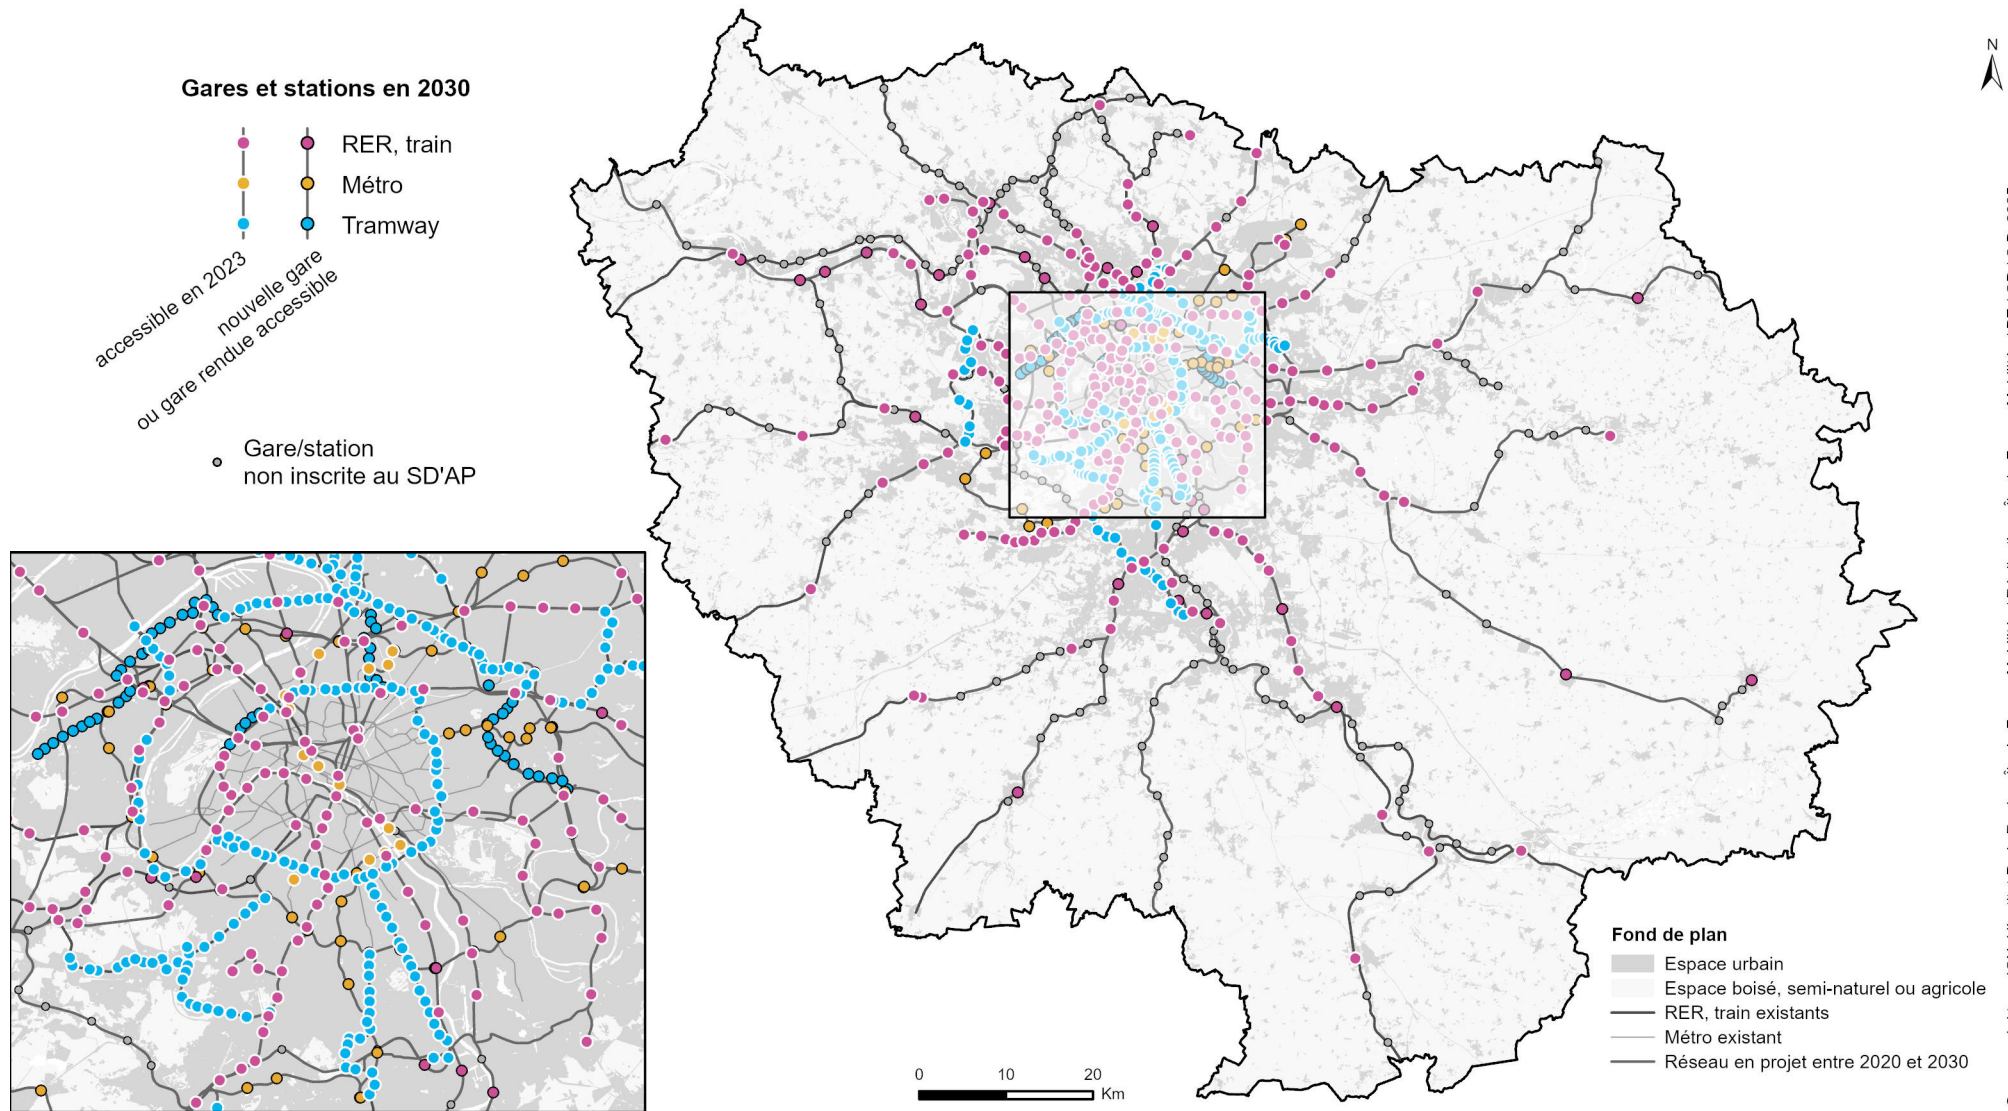 Gares et stations en 2030
RER, train
Métro
Tramway
accessible en 2023
nouvelle gare
ou gare rendue accessible
Gare/station
non inscrite au SD'AP
N
Fond de plan
Espace urbain
Espace boisé, semi-naturel ou agricole
RER, train existants
Métro existant
Réseau en projet entre 2020 et 2030
0 10 20
Km